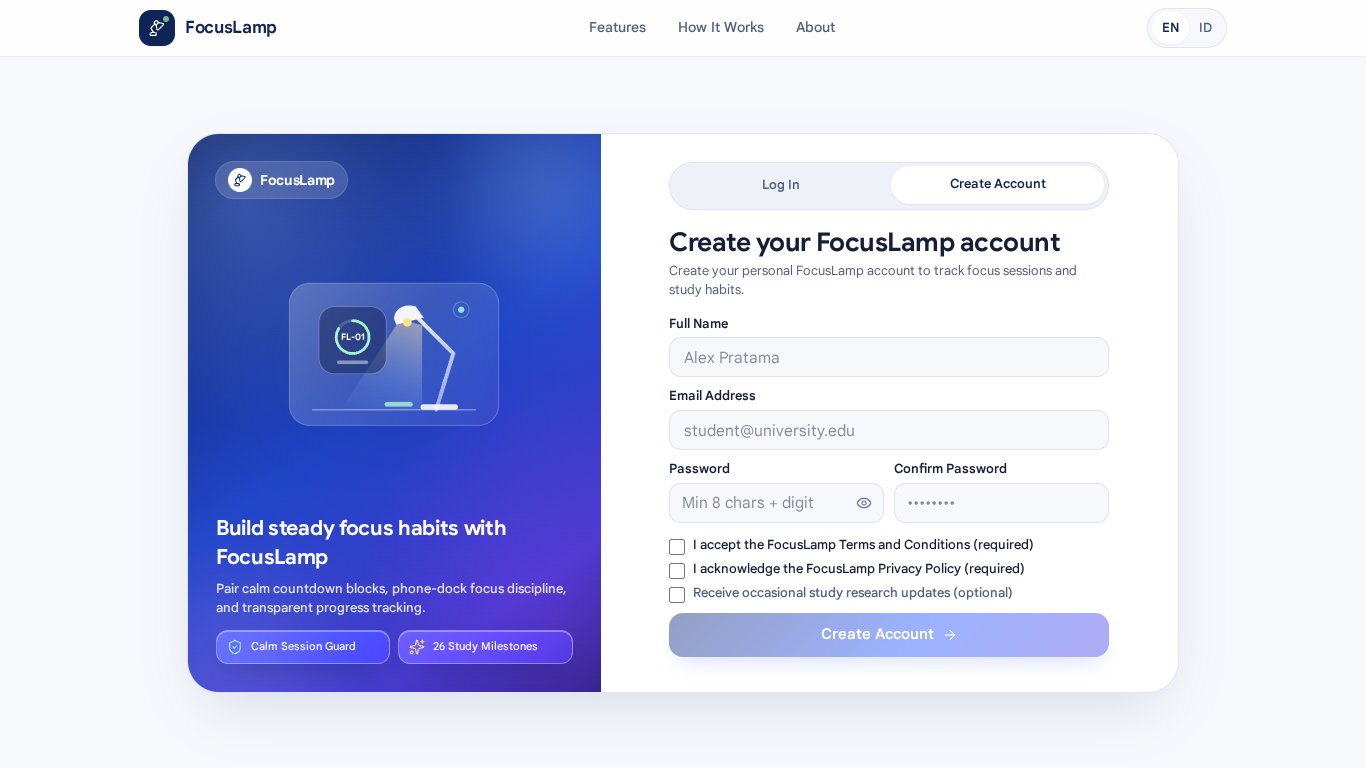 FocusLamp
Features
How It Works
About
EN
ID
FocusLamp
FL-01
Build steady focus habits with
FocusLamp
Pair calm countdown blocks, phone-dock focus discipline,
and transparent progress tracking.
Calm Session Guard
26 Study Milestones
Log In
Create Account
Create your FocusLamp account
Create your personal FocusLamp account to track focus sessions and
study habits.
Full Name
Alex Pratama
Email Address
student@university.edu
Password
Confirm Password
Min 8 chars + digit
••••••••
I accept the FocusLamp Terms and Conditions (required)
I acknowledge the FocusLamp Privacy Policy (required)
Receive occasional study research updates (optional)
Create Account →